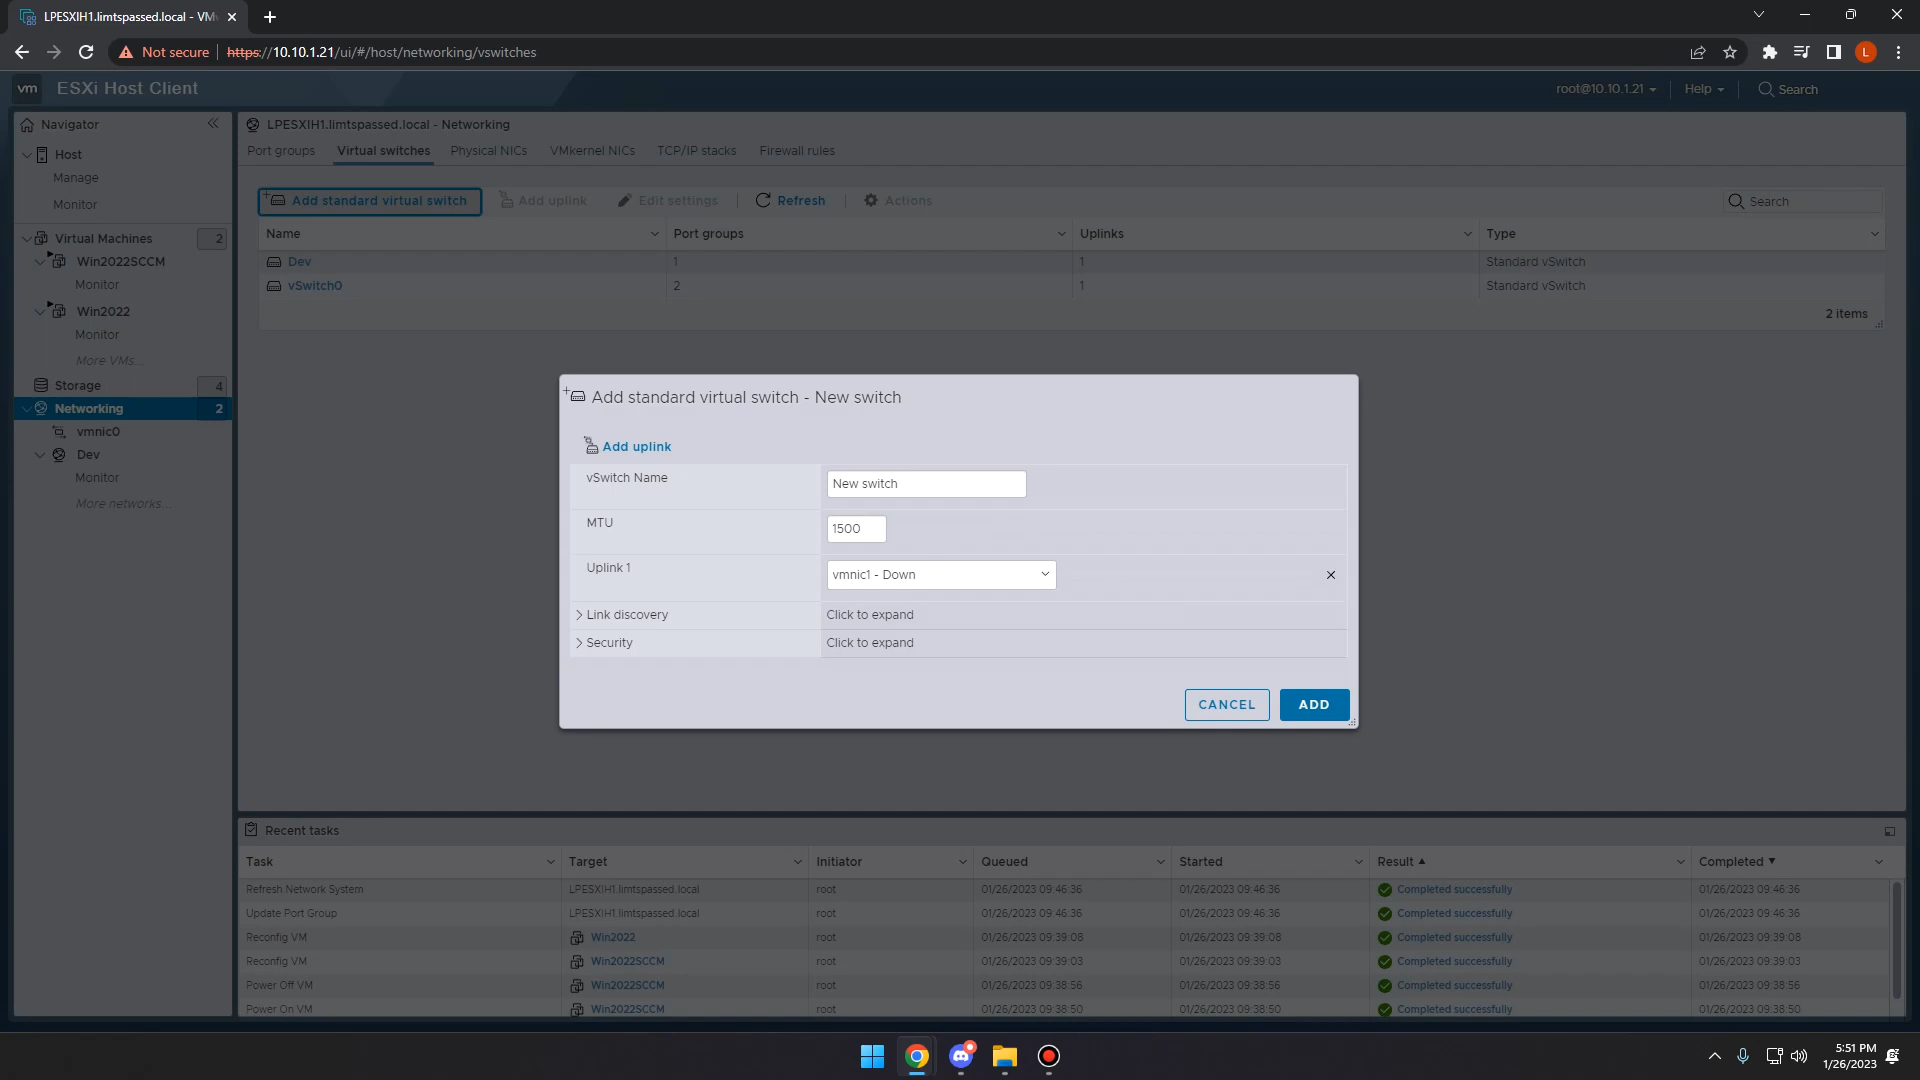 LPESXIH1.limtspassed.local - VM
Not secure
https://10.10.1.21/ui/#/host/networking/vswitches
L
vm ESXi Host Client
root@10.10.1.21
Help
Search
Navigator
Host
Manage
Monitor
Virtual Machines 2
Win2022SCCM
Monitor
Win2022
Monitor
More VMs...
Storage 4
Networking 2
vmnic0
Dev
Monitor
More networks...
LPESXIH1.limtspassed.local - Networking
Port groups Virtual switches Physical NICs VMkernel NICs TCP/IP stacks Firewall rules
Add standard virtual switch Add uplink Edit settings Refresh Actions Search
Name Port groups Uplinks Type
Dev 1 1 Standard vSwitch
vSwitch0 2 1 Standard vSwitch
2 items
Add standard virtual switch - New switch
Add uplink
vSwitch Name New switch
MTU 1500
Uplink 1 vmnic1 - Down
Link discovery Click to expand
Security Click to expand
CANCEL ADD
Recent tasks
Task Target Initiator Queued Started Result Completed
Refresh Network System LPESXIH1.limtspassed.local root 01/26/2023 09:46:36 01/26/2023 09:46:36 Completed successfully 01/26/2023 09:46:36
Update Port Group LPESXIH1.limtspassed.local root 01/26/2023 09:46:36 01/26/2023 09:46:36 Completed successfully 01/26/2023 09:46:36
Reconfig VM Win2022 root 01/26/2023 09:39:08 01/26/2023 09:39:08 Completed successfully 01/26/2023 09:39:08
Reconfig VM Win2022SCCM root 01/26/2023 09:39:03 01/26/2023 09:39:03 Completed successfully 01/26/2023 09:39:03
Power Off VM Win2022SCCM root 01/26/2023 09:38:56 01/26/2023 09:38:56 Completed successfully 01/26/2023 09:38:56
Power On VM Win2022SCCM root 01/26/2023 09:38:50 01/26/2023 09:38:50 Completed successfully 01/26/2023 09:38:50
5:51 PM
1/26/2023